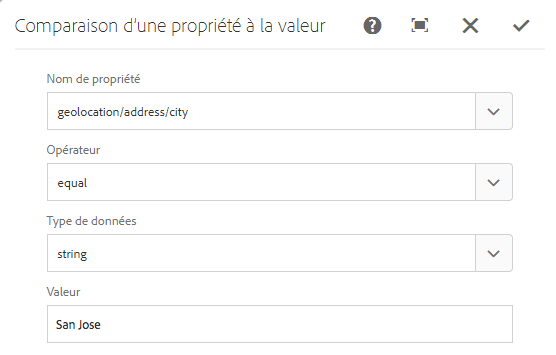 Comparaison d'une propriété à la valeur
Nom de propriété
geolocation/address/city
Opérateur
equal
Type de données
string
Valeur
San Jose